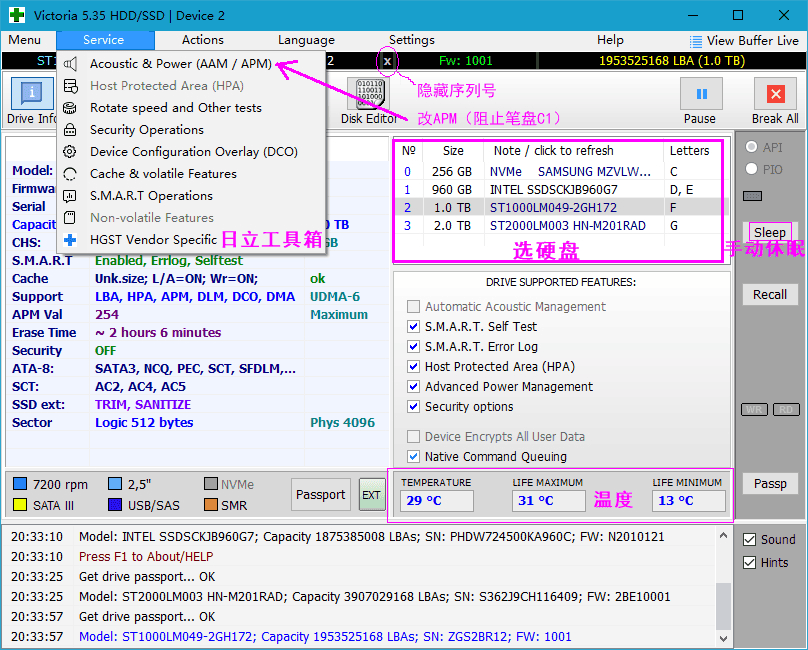 Victoria 5.35 HDD/SSD | Device 2
Menu Service Actions Language Settings Help View Buffer Live
ST1 2 x Fw: 1001 1953525168 LBA (1.0 TB)
Acoustic & Power (AAM / APM)
Host Protected Area (HPA)
Rotate speed and Other tests
Security Operations
Device Configuration Overlay (DCO)
Cache & volatile Features
S.M.A.R.T Operations
Non-volatile Features
HGST Vendor Specific 日立工具箱
隐藏序列号
改APM（阻止笔盘C1）
Drive Info Disk Editor Pause Break All
Nº Size Note / click to refresh Letters
0 256 GB NVMe SAMSUNG MZVLW... C
1 960 GB INTEL SSDSCKJB960G7 D, E
2 1.0 TB ST1000LM049-2GH172 F
3 2.0 TB ST2000LM003 HN-M201RAD G
选硬盘
API
PIO
Sleep
手动休眠
Recall
WR RD
Passp
Model:
Firmwa
Serial
Capacit 0 TB
CHS: GB
S.M.A.R.T Enabled, Errlog, Selftest
Cache Unk.size; L/A=ON; Wr=ON; ok
Support LBA, HPA, APM, DLM, DCO, DMA UDMA-6
APM Val 254 Maximum
Erase Time ~ 2 hours 6 minutes
Security OFF
ATA-8: SATA3, NCQ, PEC, SCT, SFDLM,...
SCT: AC2, AC4, AC5
SSD ext: TRIM, SANITIZE
Sector Logic 512 bytes Phys 4096
DRIVE SUPPORTED FEATURES:
Automatic Acoustic Management
S.M.A.R.T. Self Test
S.M.A.R.T. Error Log
Host Protected Area (HPA)
Advanced Power Management
Security options
Device Encrypts All User Data
Native Command Queuing
7200 rpm 2,5" NVMe
SATA III USB/SAS SMR
Passport EXT
TEMPERATURE LIFE MAXIMUM LIFE MINIMUM
29 °C 31 °C 温度 13 °C
20:33:10 Model: INTEL SSDSCKJB960G7; Capacity 1875385008 LBAs; SN: PHDW724500KA960C; FW: N2010121
20:33:10 Press F1 to About/HELP
20:33:25 Get drive passport... OK
20:33:25 Model: ST2000LM003 HN-M201RAD; Capacity 3907029168 LBAs; SN: S362J9CH116409; FW: 2BE10001
20:33:57 Get drive passport... OK
20:33:57 Model: ST1000LM049-2GH172; Capacity 1953525168 LBAs; SN: ZGS2BR12; FW: 1001
Sound
Hints